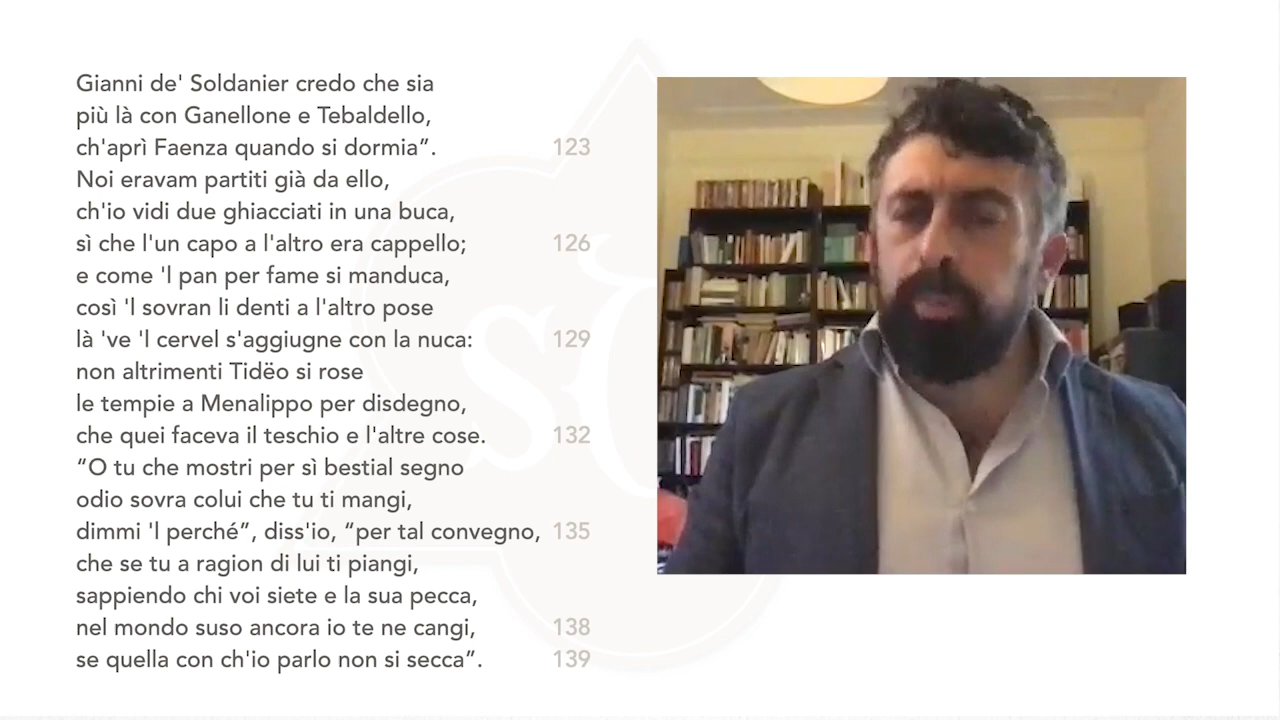 Gianni de' Soldanier credo che sia
più là con Ganellone e Tebaldello,
ch'aprì Faenza quando si dormia”. 123
Noi eravam partiti già da ello,
ch'io vidi due ghiacciati in una buca,
sì che l'un capo a l'altro era cappello; 126
e come 'l pan per fame si manduca,
così 'l sovran li denti a l'altro pose
là 've 'l cervel s'aggiugne con la nuca: 129
non altrimenti Tidëo si rose
le tempie a Menalippo per disdegno,
che quei faceva il teschio e l'altre cose. 132
“O tu che mostri per sì bestial segno
odio sovra colui che tu ti mangi,
dimmi 'l perché”, diss'io, “per tal convegno, 135
che se tu a ragion di lui ti piangi,
sappiendo chi voi siete e la sua pecca,
nel mondo suso ancora io te ne cangi, 138
se quella con ch'io parlo non si secca”. 139